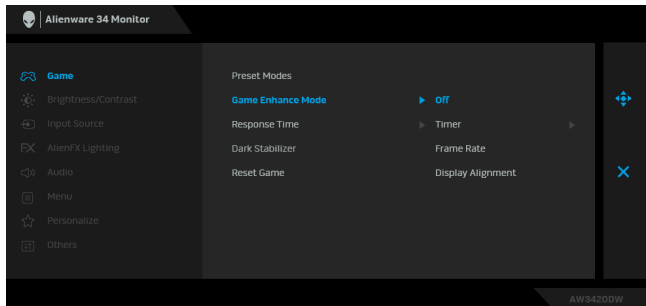 Alienware 34 Monitor
Game
Brightness/Contrast
Input Source
AlienFX Lighting
Audio
Menu
Personalize
Others
Preset Modes
Game Enhance Mode
Response Time
Dark Stabilizer
Reset Game
Off
Timer
Frame Rate
Display Alignment
AW3420DW